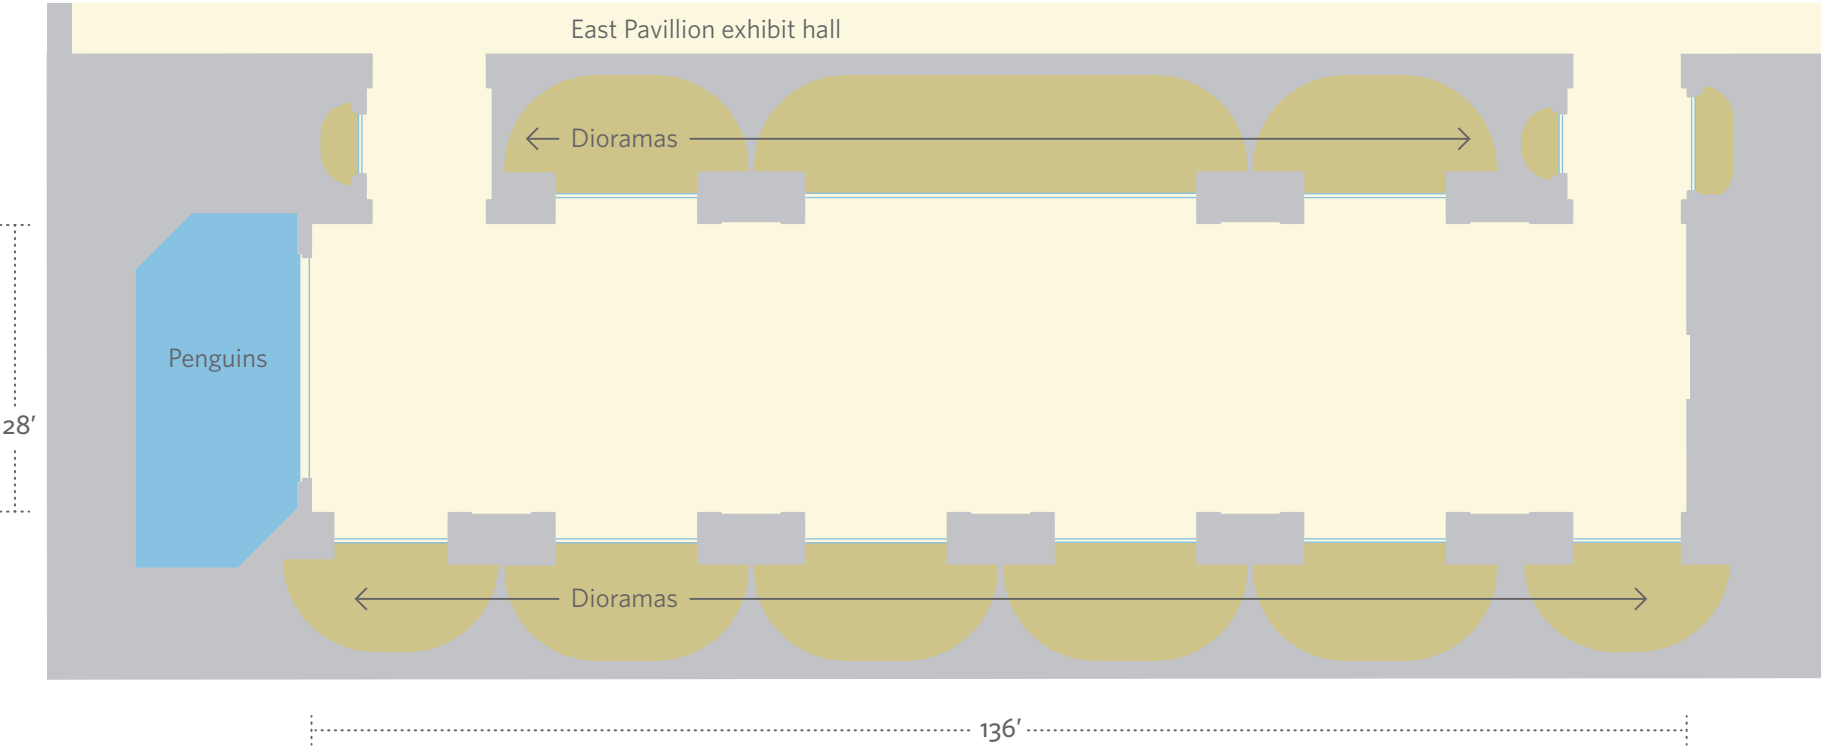 East Pavillion exhibit hall
Dioramas
Penguins
28′
Dioramas
136′